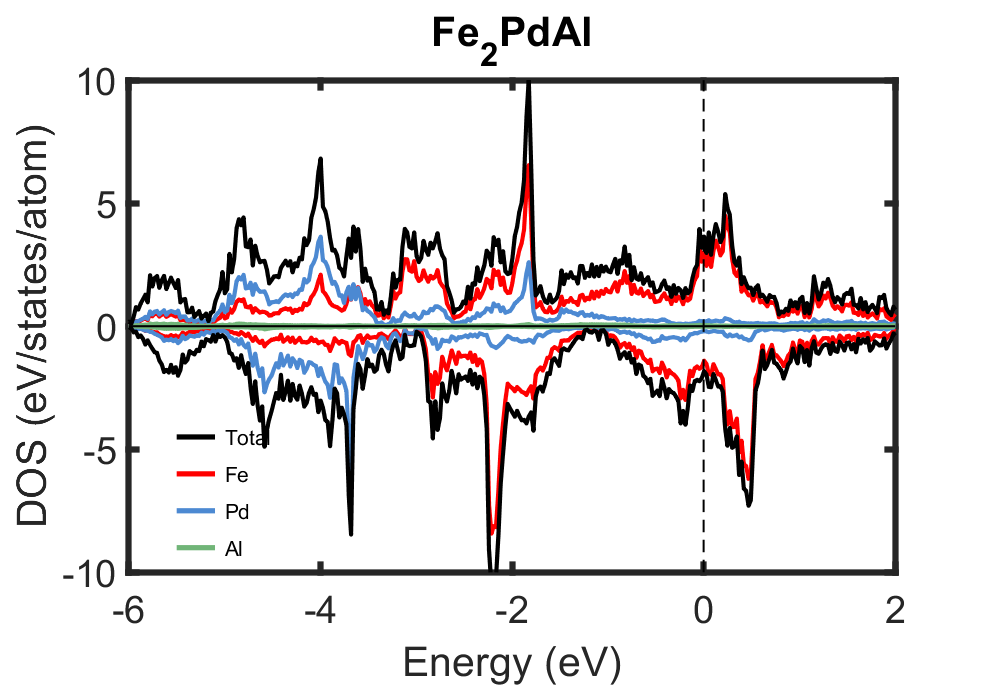 Fe₂PdAl
DOS (eV/states/atom)
10
5
0
-5
-10
Total
Fe
Pd
Al
-6 -4 -2 0 2
Energy (eV)